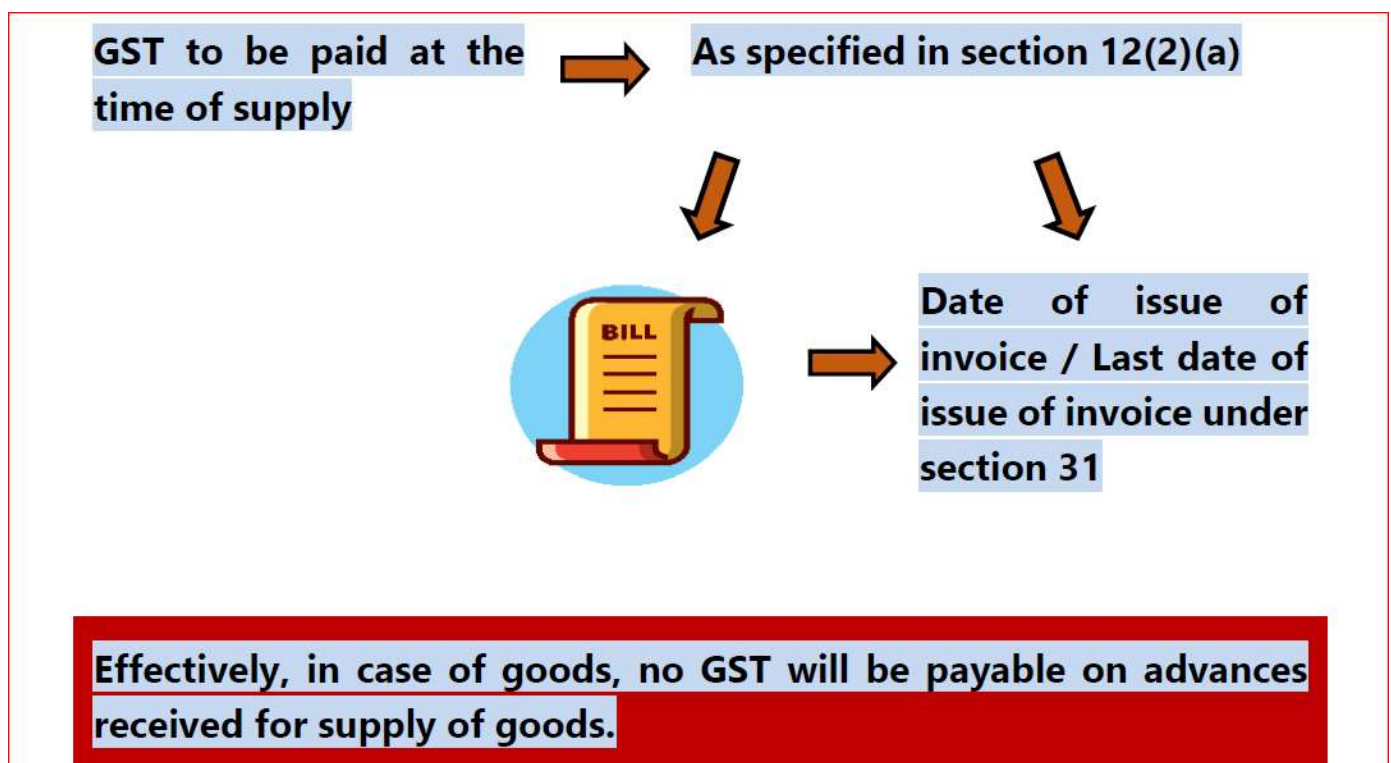 GST to be paid at the
time of supply
As specified in section 12(2)(a)
BILL
Date of issue of
invoice / Last date of
issue of invoice under
section 31
Effectively, in case of goods, no GST will be payable on advances
received for supply of goods.